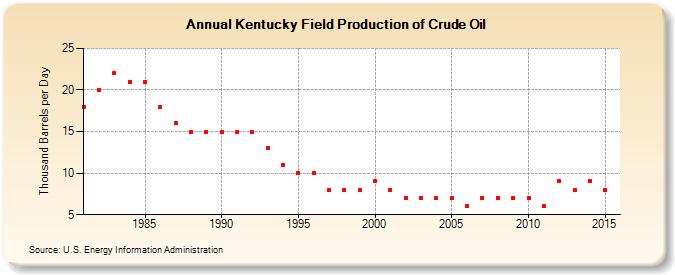 Annual Kentucky Field Production of Crude Oil
Thousand Barrels per Day
25
20
15
10
5
1985 1990 1995 2000 2005 2010 2015
Source: U.S. Energy Information Administration